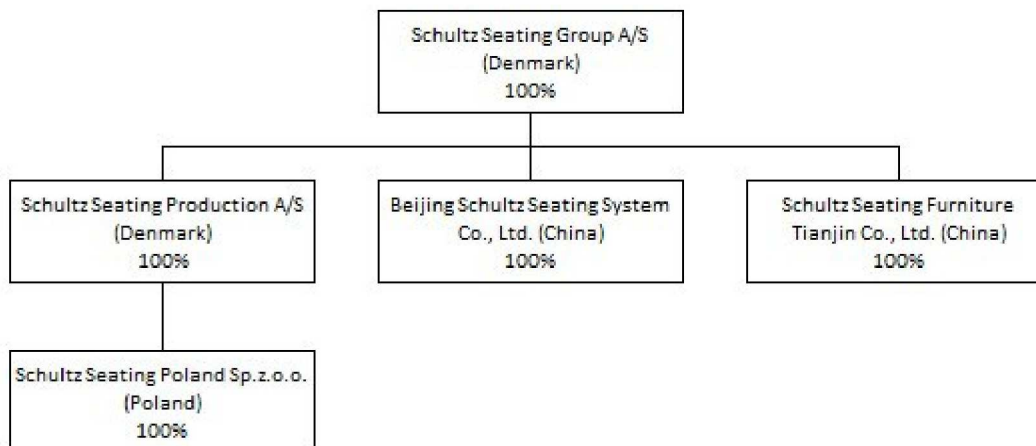 Schultz Seating Group A/S
(Denmark)
100%
Schultz Seating Production A/S
(Denmark)
100%
Beijing Schultz Seating System
Co., Ltd. (China)
100%
Schultz Seating Furniture
Tianjin Co., Ltd. (China)
100%
Schultz Seating Poland Sp.z.o.o.
(Poland)
100%